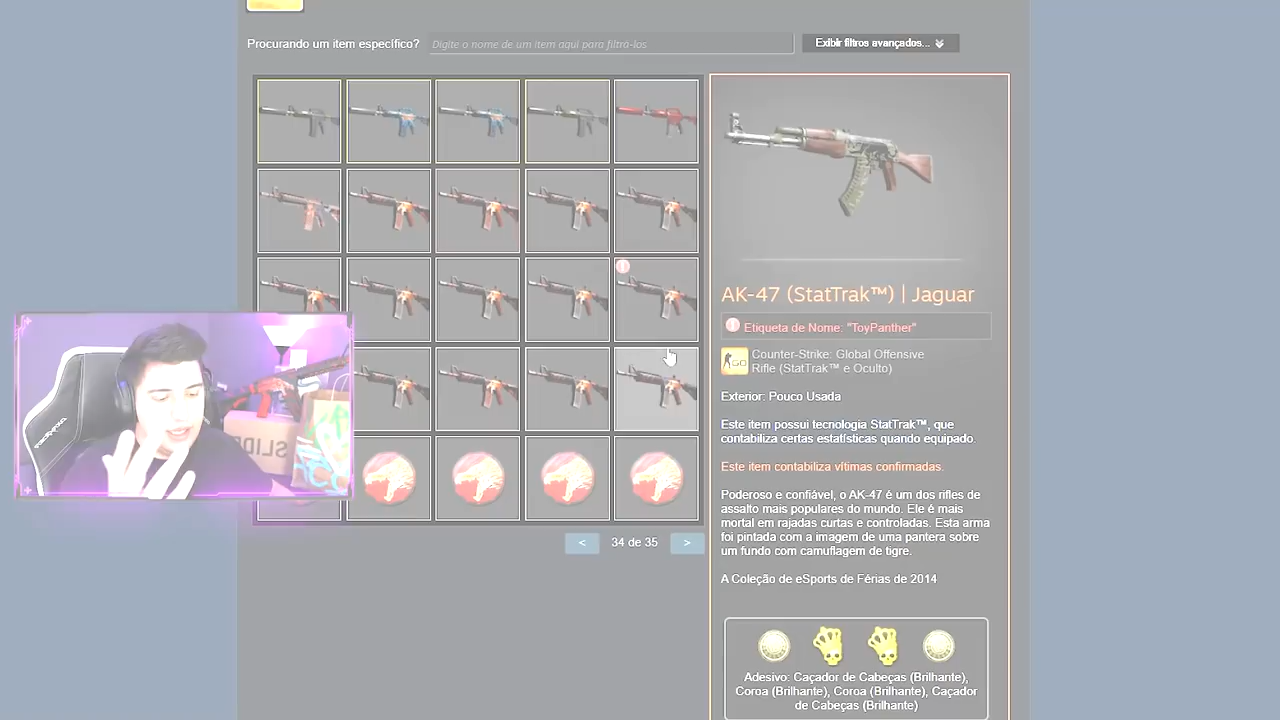 Procurando um item específico?
Digite o nome de um item aqui para filtrá-los
Exibir filtros avançados...
AK-47 (StatTrak™) | Jaguar
Etiqueta de Nome: "ToyPanther"
GO
Counter-Strike: Global Offensive
Rifle (StatTrak™ e Oculto)
Exterior: Pouco Usada
Este item possui tecnologia StatTrak™, que
contabiliza certas estatísticas quando equipado.
Este item contabiliza vítimas confirmadas.
Poderoso e confiável, o AK-47 é um dos rifles de
assalto mais populares do mundo. Ele é mais
mortal em rajadas curtas e controladas. Esta arma
foi pintada com a imagem de uma pantera sobre
um fundo com camuflagem de tigre.
A Coleção de eSports de Férias de 2014
< 34 de 35 >
Adesivo: Caçador de Cabeças (Brilhante),
Coroa (Brilhante), Coroa (Brilhante), Caçador
de Cabeças (Brilhante)